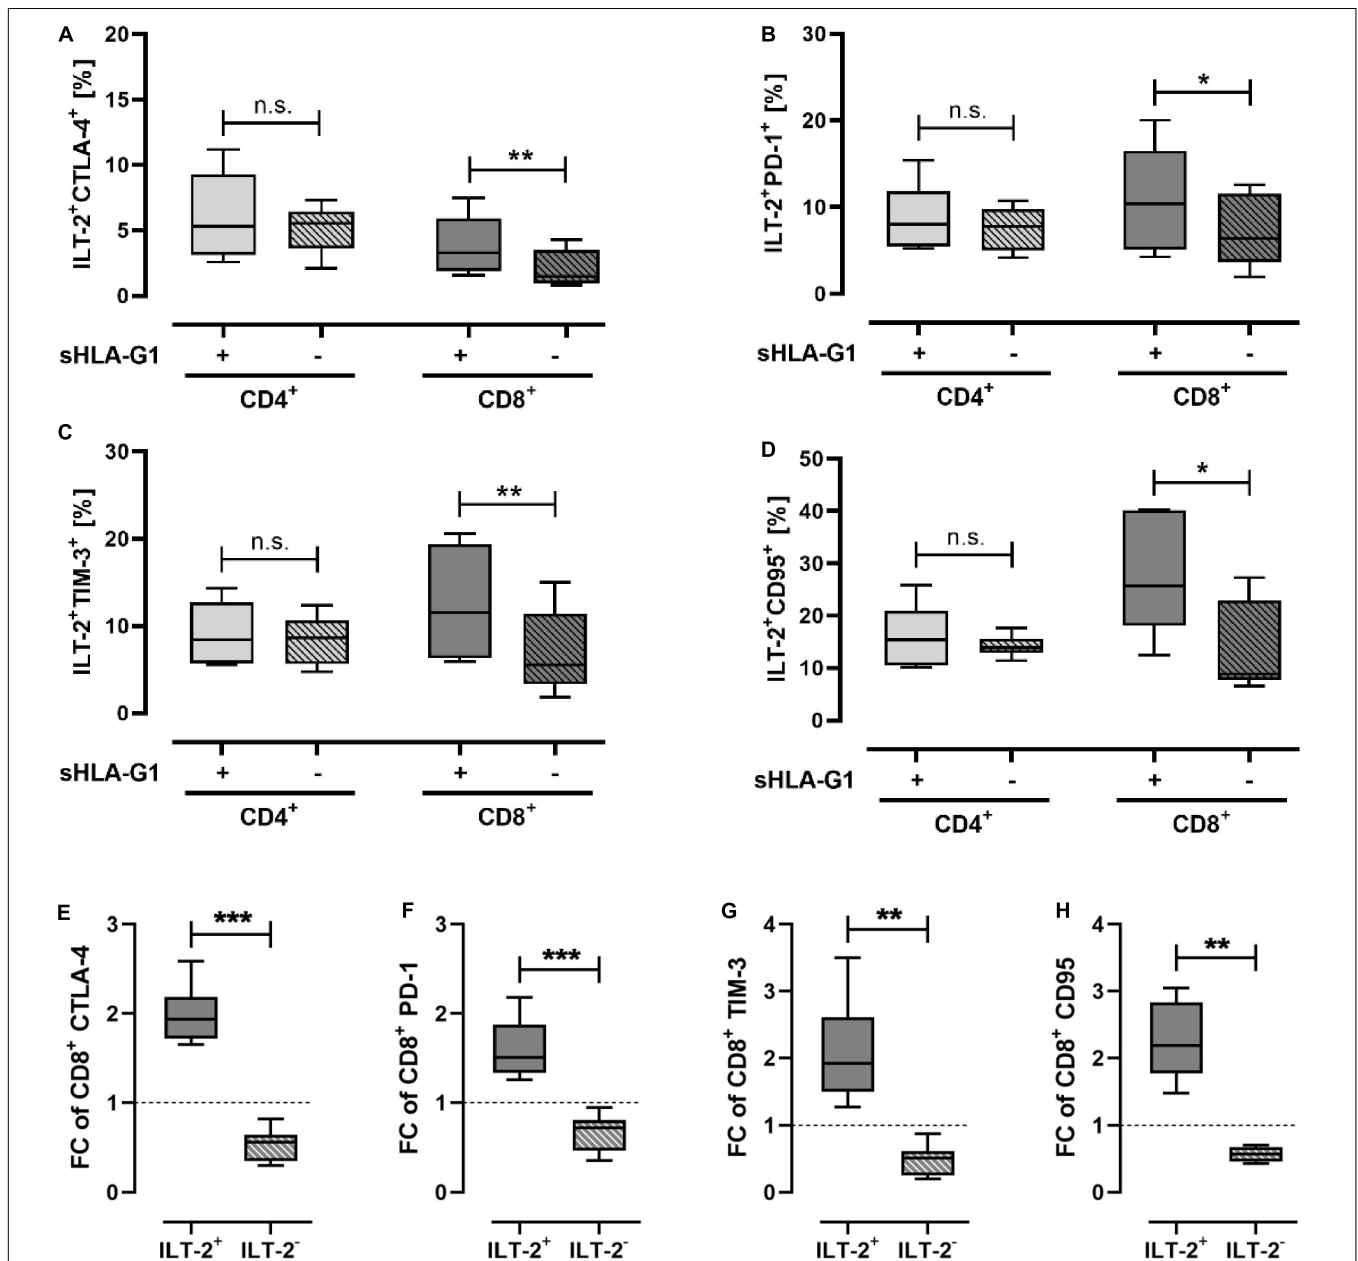 A
ILT-2⁺CTLA-4⁺ [%]
20
15
10
5
0
n.s.
**
sHLA-G1 + - + -
CD4⁺ CD8⁺
B
ILT-2⁺PD-1⁺ [%]
30
20
10
0
n.s.
*
sHLA-G1 + - + -
CD4⁺ CD8⁺
C
ILT-2⁺TIM-3⁺ [%]
30
20
10
0
n.s.
**
sHLA-G1 + - + -
CD4⁺ CD8⁺
D
ILT-2⁺CD95⁺ [%]
50
40
30
20
10
0
n.s.
*
sHLA-G1 + - + -
CD4⁺ CD8⁺
E
FC of CD8⁺ CTLA-4
3
2
1
0
***
ILT-2⁺ ILT-2⁻
F
FC of CD8⁺ PD-1
3
2
1
0
***
ILT-2⁺ ILT-2⁻
G
FC of CD8⁺ TIM-3
4
3
2
1
0
**
ILT-2⁺ ILT-2⁻
H
FC of CD8⁺ CD95
4
3
2
1
0
**
ILT-2⁺ ILT-2⁻